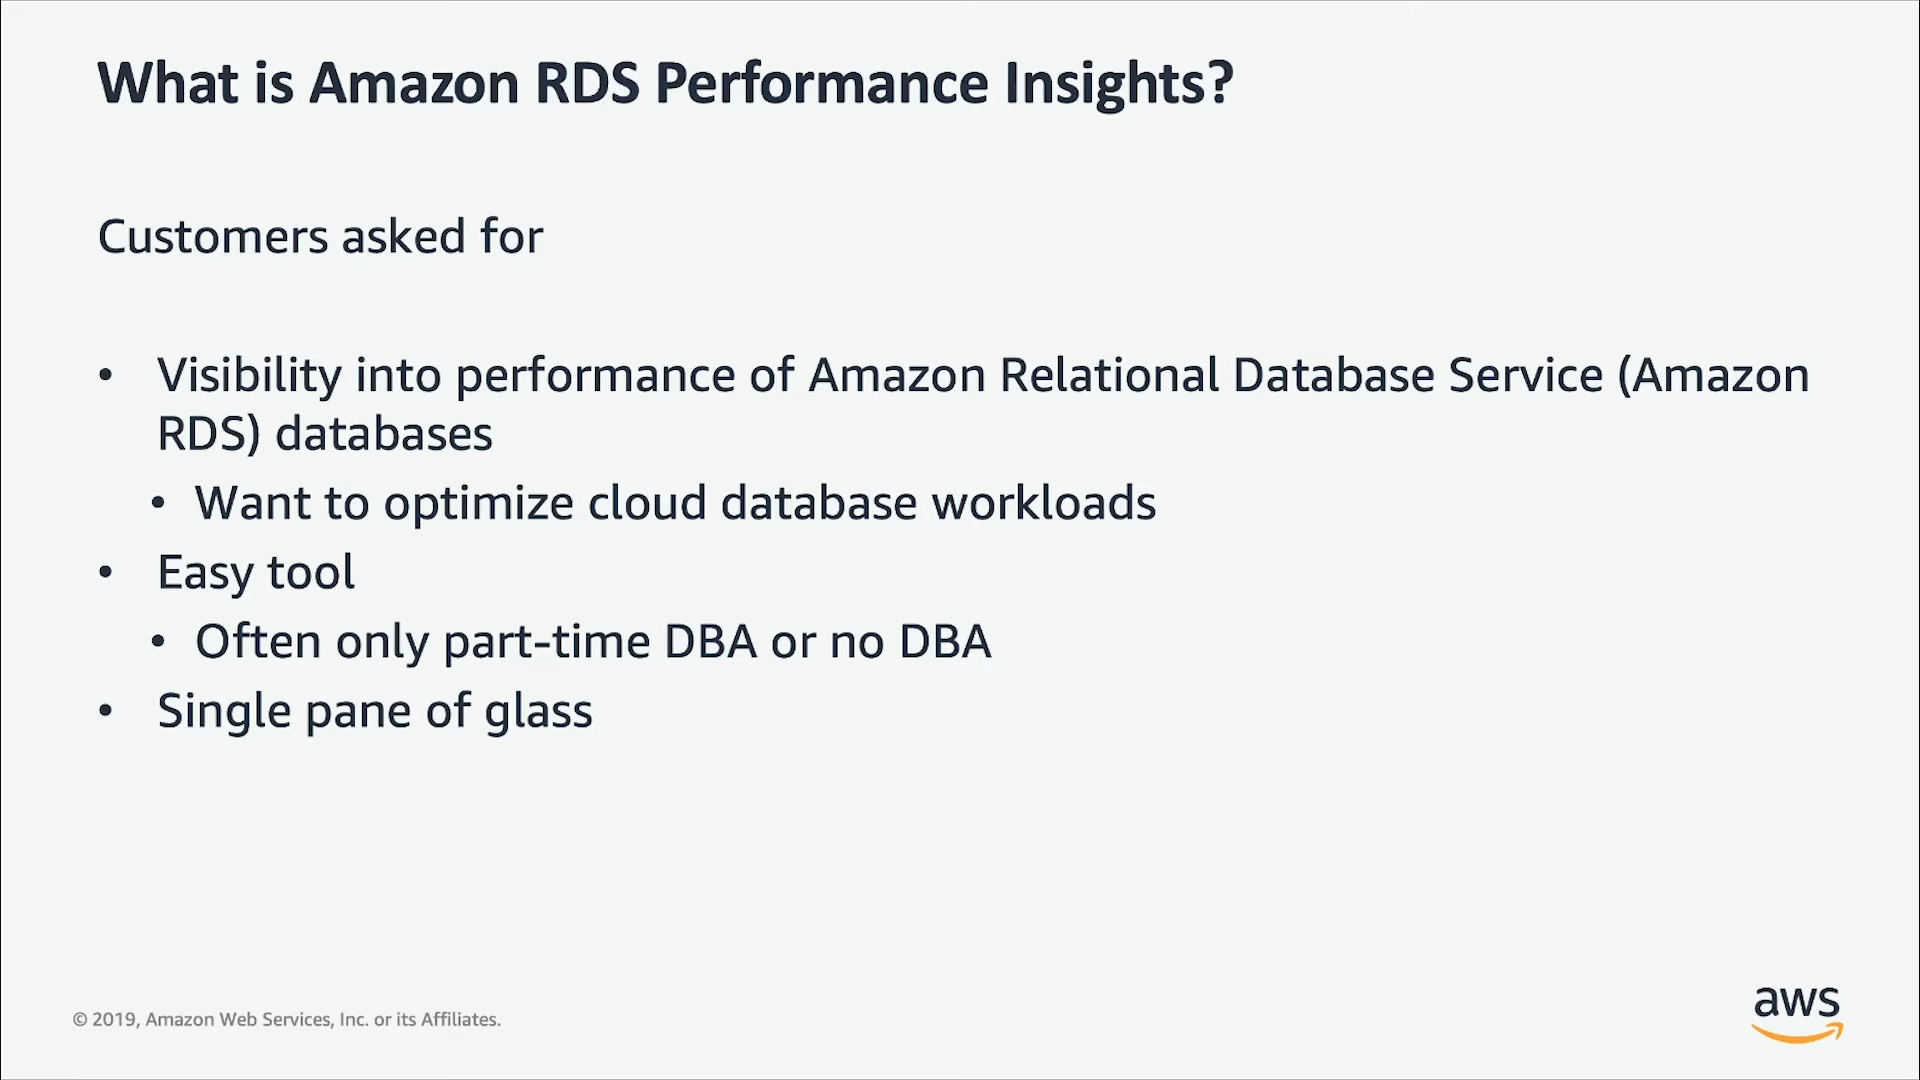 What is Amazon RDS Performance Insights?
Customers asked for
• Visibility into performance of Amazon Relational Database Service (Amazon
RDS) databases
• Want to optimize cloud database workloads
• Easy tool
• Often only part-time DBA or no DBA
• Single pane of glass
© 2019, Amazon Web Services, Inc. or its Affiliates.
aws